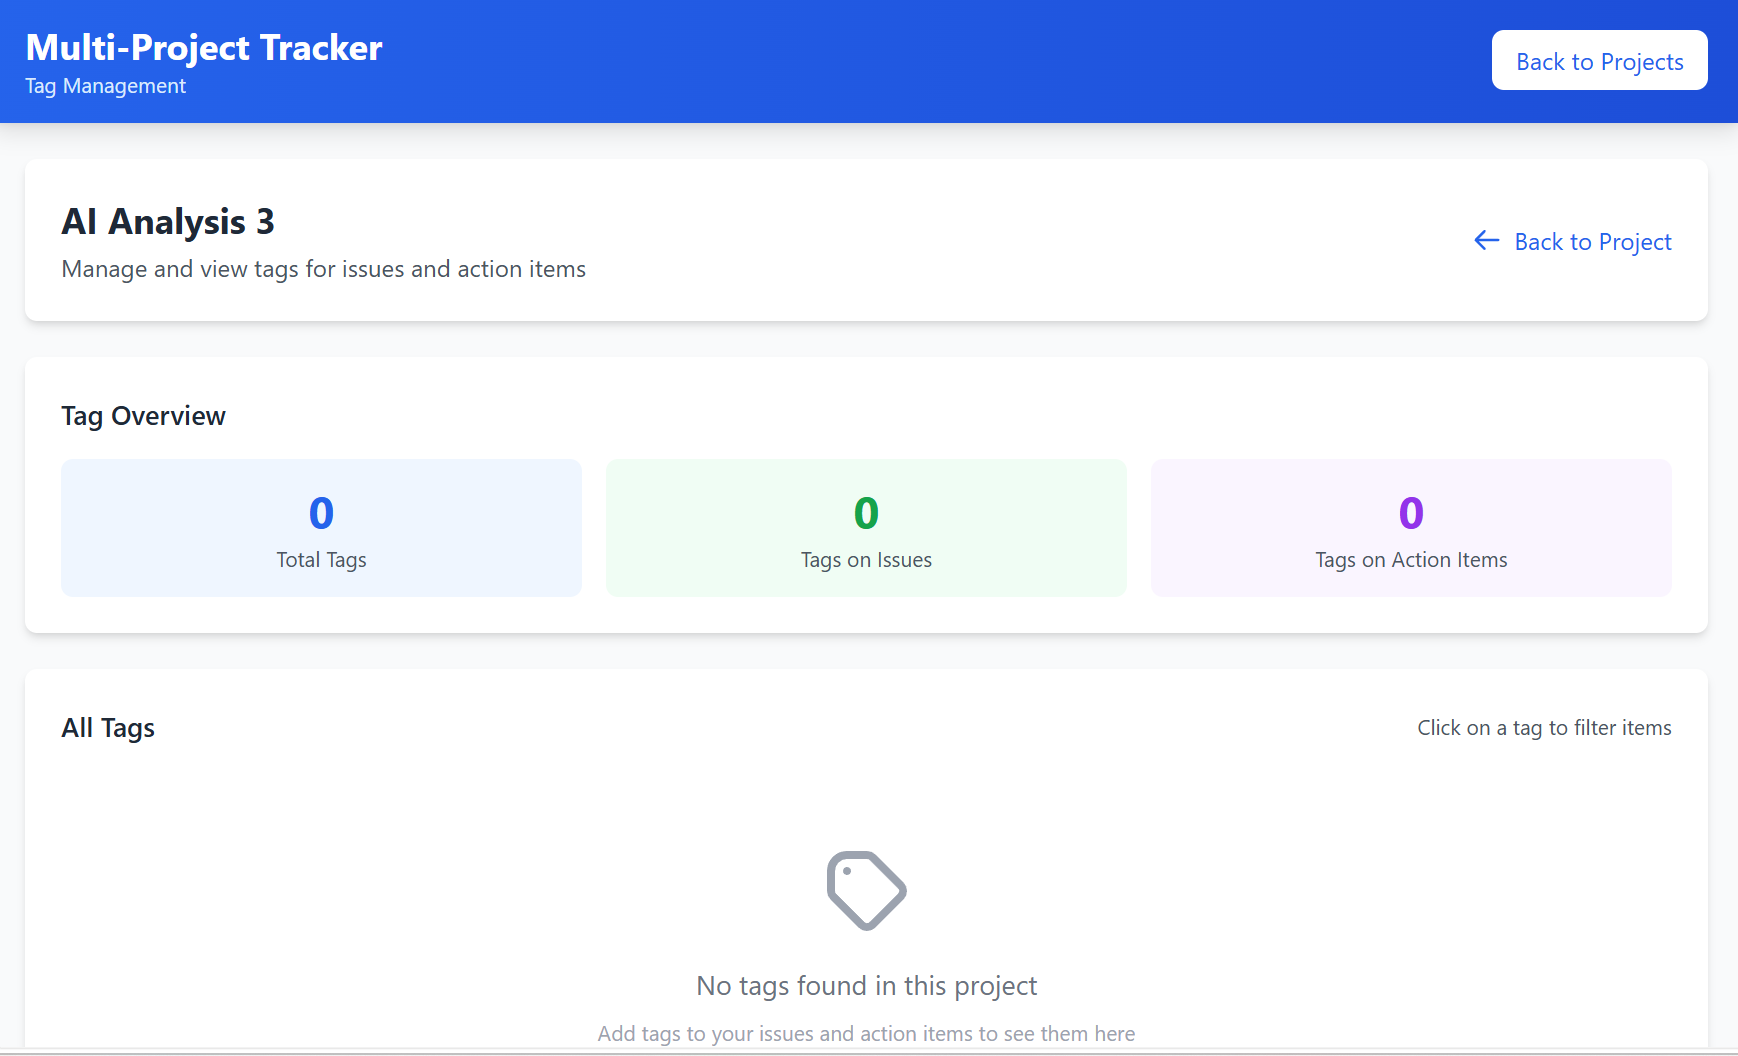 Multi-Project Tracker
Tag Management
Back to Projects
AI Analysis 3
Manage and view tags for issues and action items
Back to Project
Tag Overview
0
Total Tags
0
Tags on Issues
0
Tags on Action Items
All Tags
Click on a tag to filter items
No tags found in this project
Add tags to your issues and action items to see them here